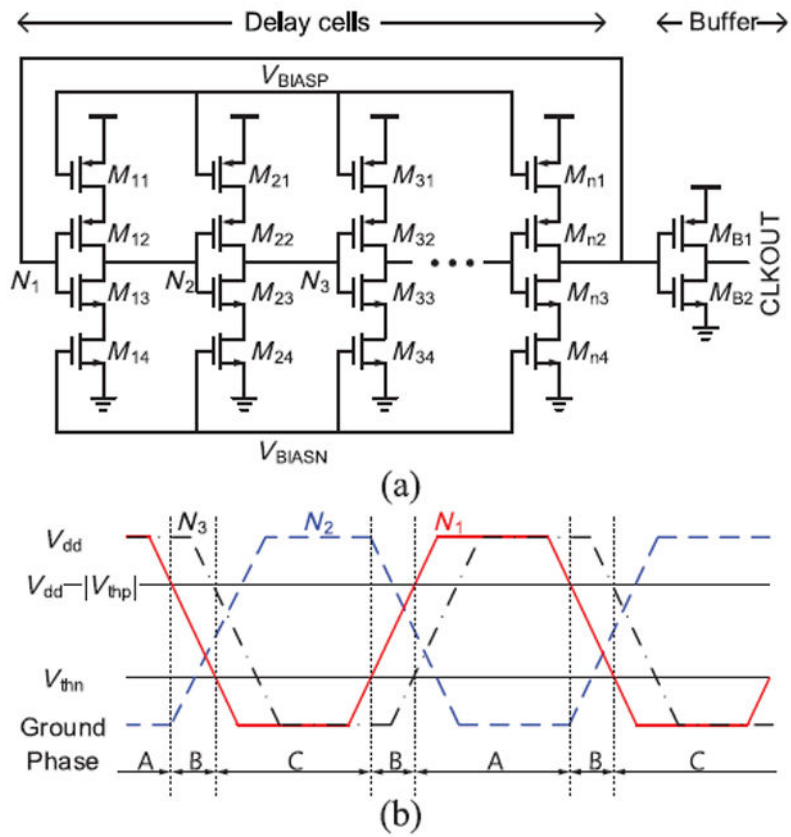 Delay cells Buffer
VBIASP
M11 M21 M31 Mn1
M12 M22 M32 Mn2 MB1
N1 N2 N3
M13 M23 M33 Mn3 MB2
CLKOUT
M14 M24 M34 Mn4
VBIASN
(a)
N3 N2 N1
Vdd
Vdd—|Vthp|
Vthn
Ground
Phase A B C B A B C
(b)